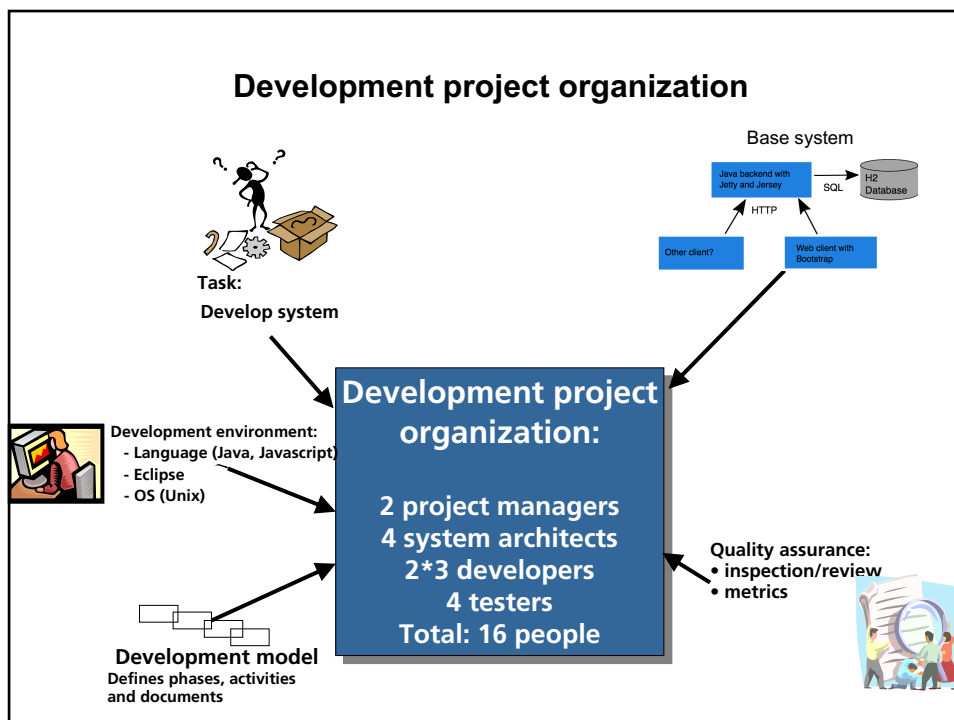 Development project organization
? ?
Task:
Develop system
Base system
Java backend with
Jetty and Jersey
SQL
H2
Database
HTTP
Other client?
Web client with
Bootstrap
Development environment:
- Language (Java, Javascript)
- Eclipse
- OS (Unix)
Development model
Defines phases, activities
and documents
Development project
organization:
2 project managers
4 system architects
2*3 developers
4 testers
Total: 16 people
Quality assurance:
• inspection/review
• metrics